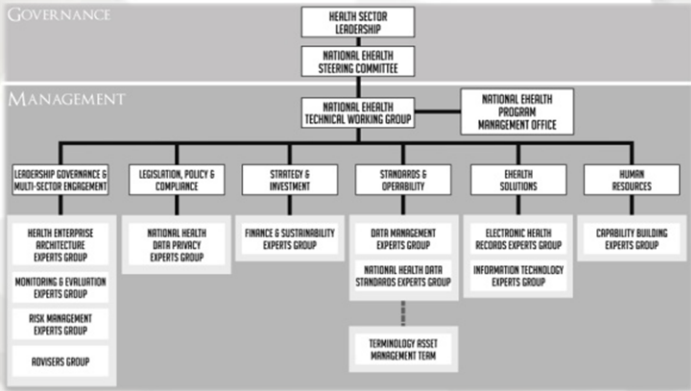 GOVERNANCE
HEALTH SECTOR
LEADERSHIP
NATIONAL EHEALTH
STEERING COMMITTEE
MANAGEMENT
NATIONAL EHEALTH
TECHNICAL WORKING GROUP
NATIONAL EHEALTH
PROGRAM
MANAGEMENT OFFICE
LEADERSHIP GOVERNANCE &
MULTI-SECTOR ENGAGEMENT
LEGISLATION, POLICY &
COMPLIANCE
STRATEGY &
INVESTMENT
STANDARDS &
OPERABILITY
EHEALTH
SOLUTIONS
HUMAN
RESOURCES
HEALTH ENTERPRISE
ARCHITECTURE
EXPERTS GROUP
MONITORING & EVALUATION
EXPERTS GROUP
RISK MANAGEMENT
EXPERTS GROUP
ADVISERS GROUP
NATIONAL HEALTH
DATA PRIVACY
EXPERTS GROUP
FINANCE & SUSTAINABILITY
EXPERTS GROUP
DATA MANAGEMENT
EXPERTS GROUP
NATIONAL HEALTH DATA
STANDARDS EXPERTS GROUP
TERMINOLOGY ASSET
MANAGEMENT TEAM
ELECTRONIC HEALTH
RECORDS EXPERTS GROUP
INFORMATION TECHNOLOGY
EXPERTS GROUP
CAPABILITY BUILDING
EXPERTS GROUP